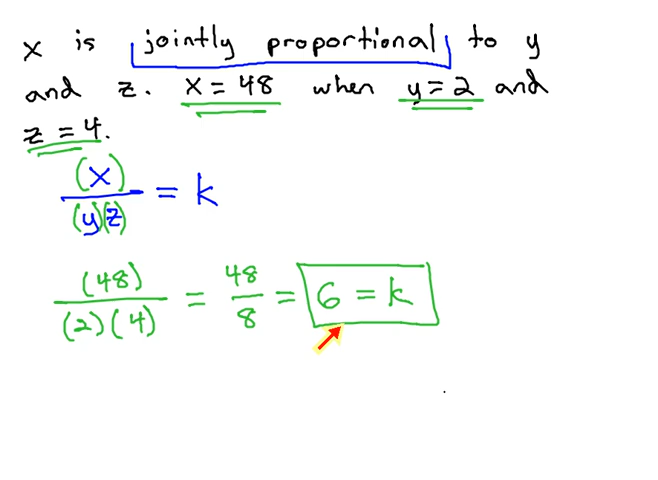 x is jointly proportional to y
and z. x = 48 when y = 2 and
z = 4.
(x)/(y)(z) = k
(48)/(2)(4) = 48/8 = 6 = k